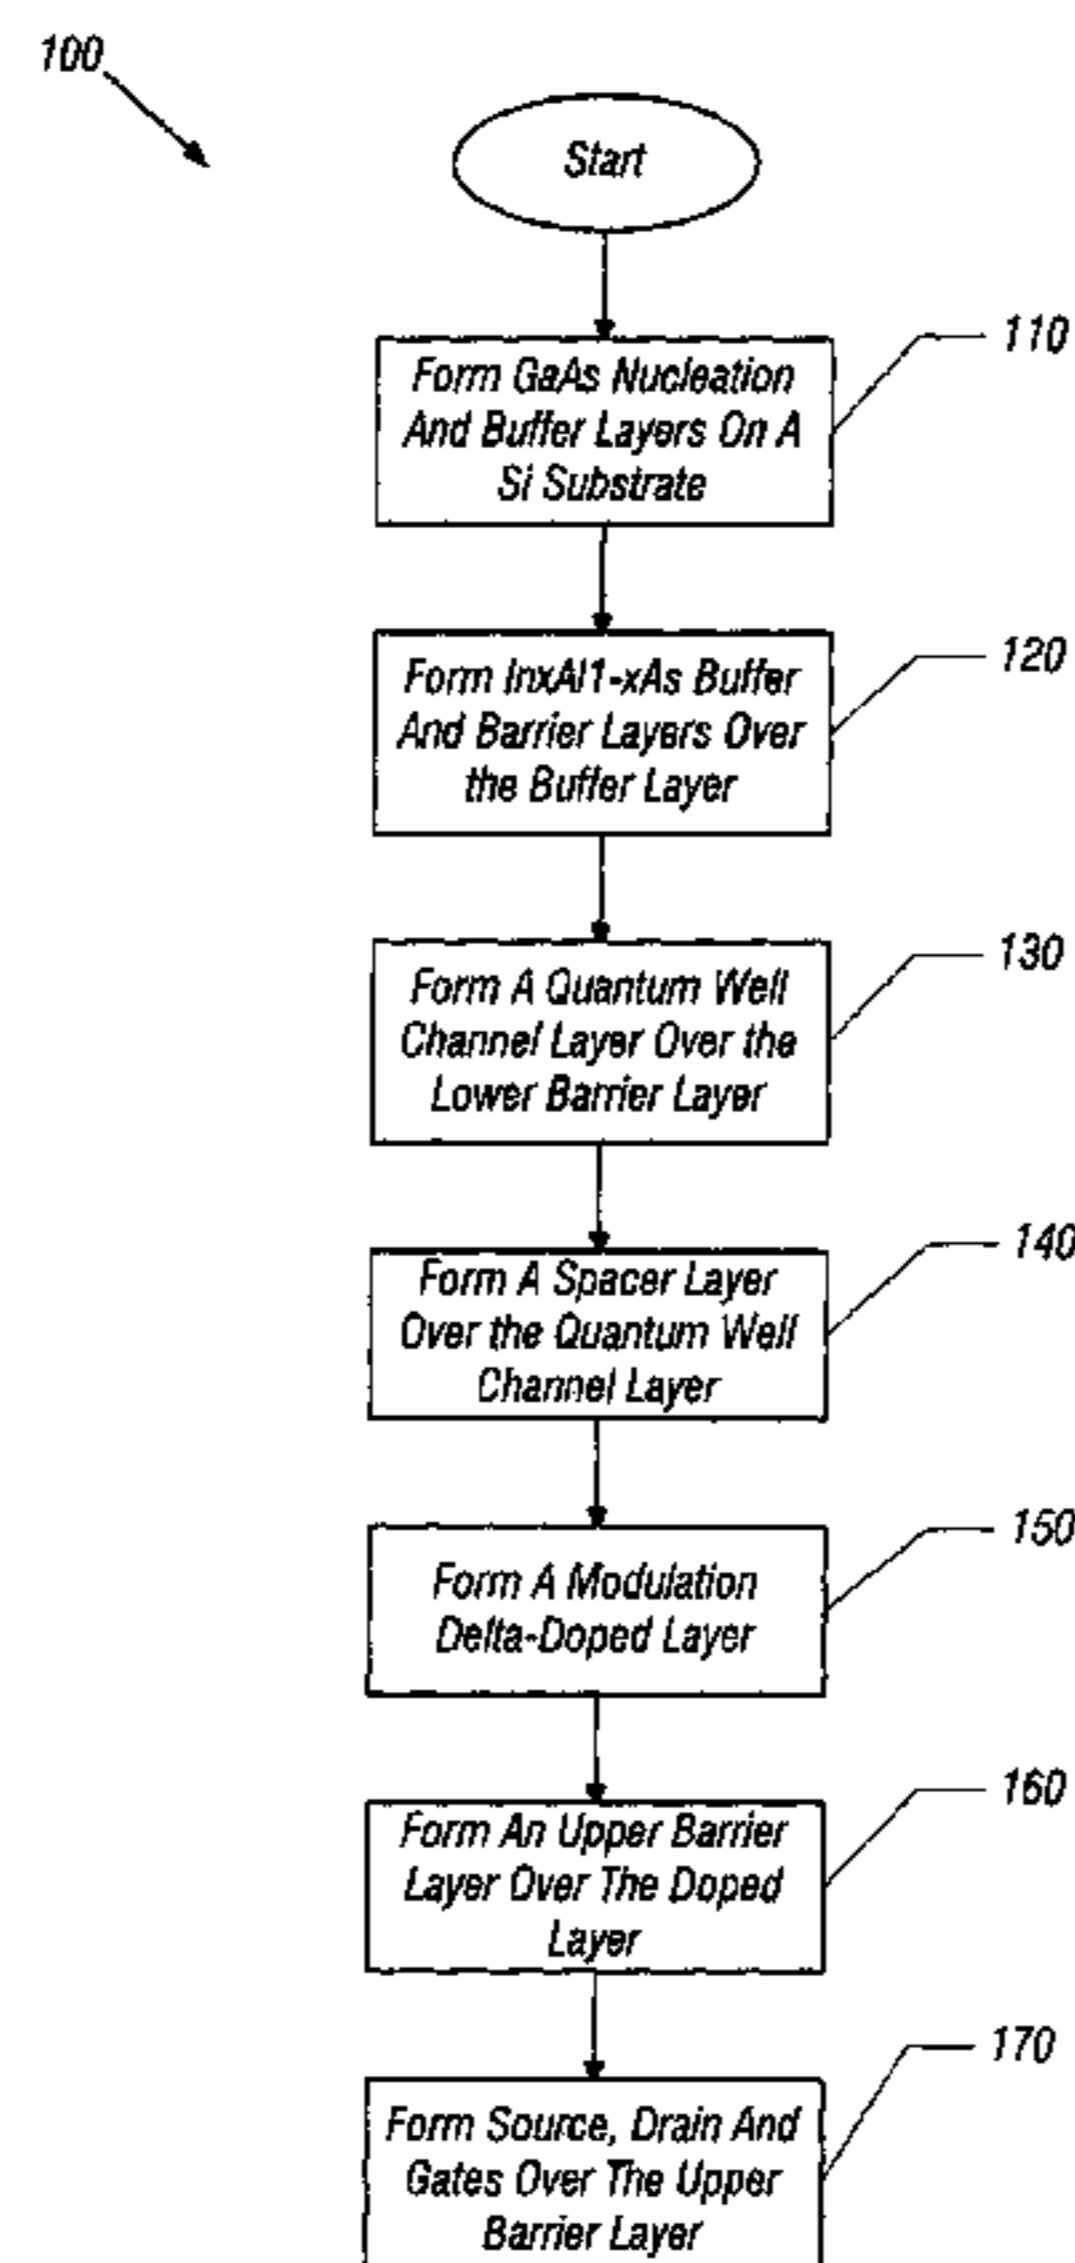 100
Start
110
Form GaAs Nucleation
And Buffer Layers On A
Si Substrate
120
Form InxAl1-xAs Buffer
And Barrier Layers Over
the Buffer Layer
130
Form A Quantum Well
Channel Layer Over the
Lower Barrier Layer
140
Form A Spacer Layer
Over the Quantum Well
Channel Layer
150
Form A Modulation
Delta-Doped Layer
160
Form An Upper Barrier
Layer Over The Doped
Layer
170
Form Source, Drain And
Gates Over The Upper
Barrier Layer